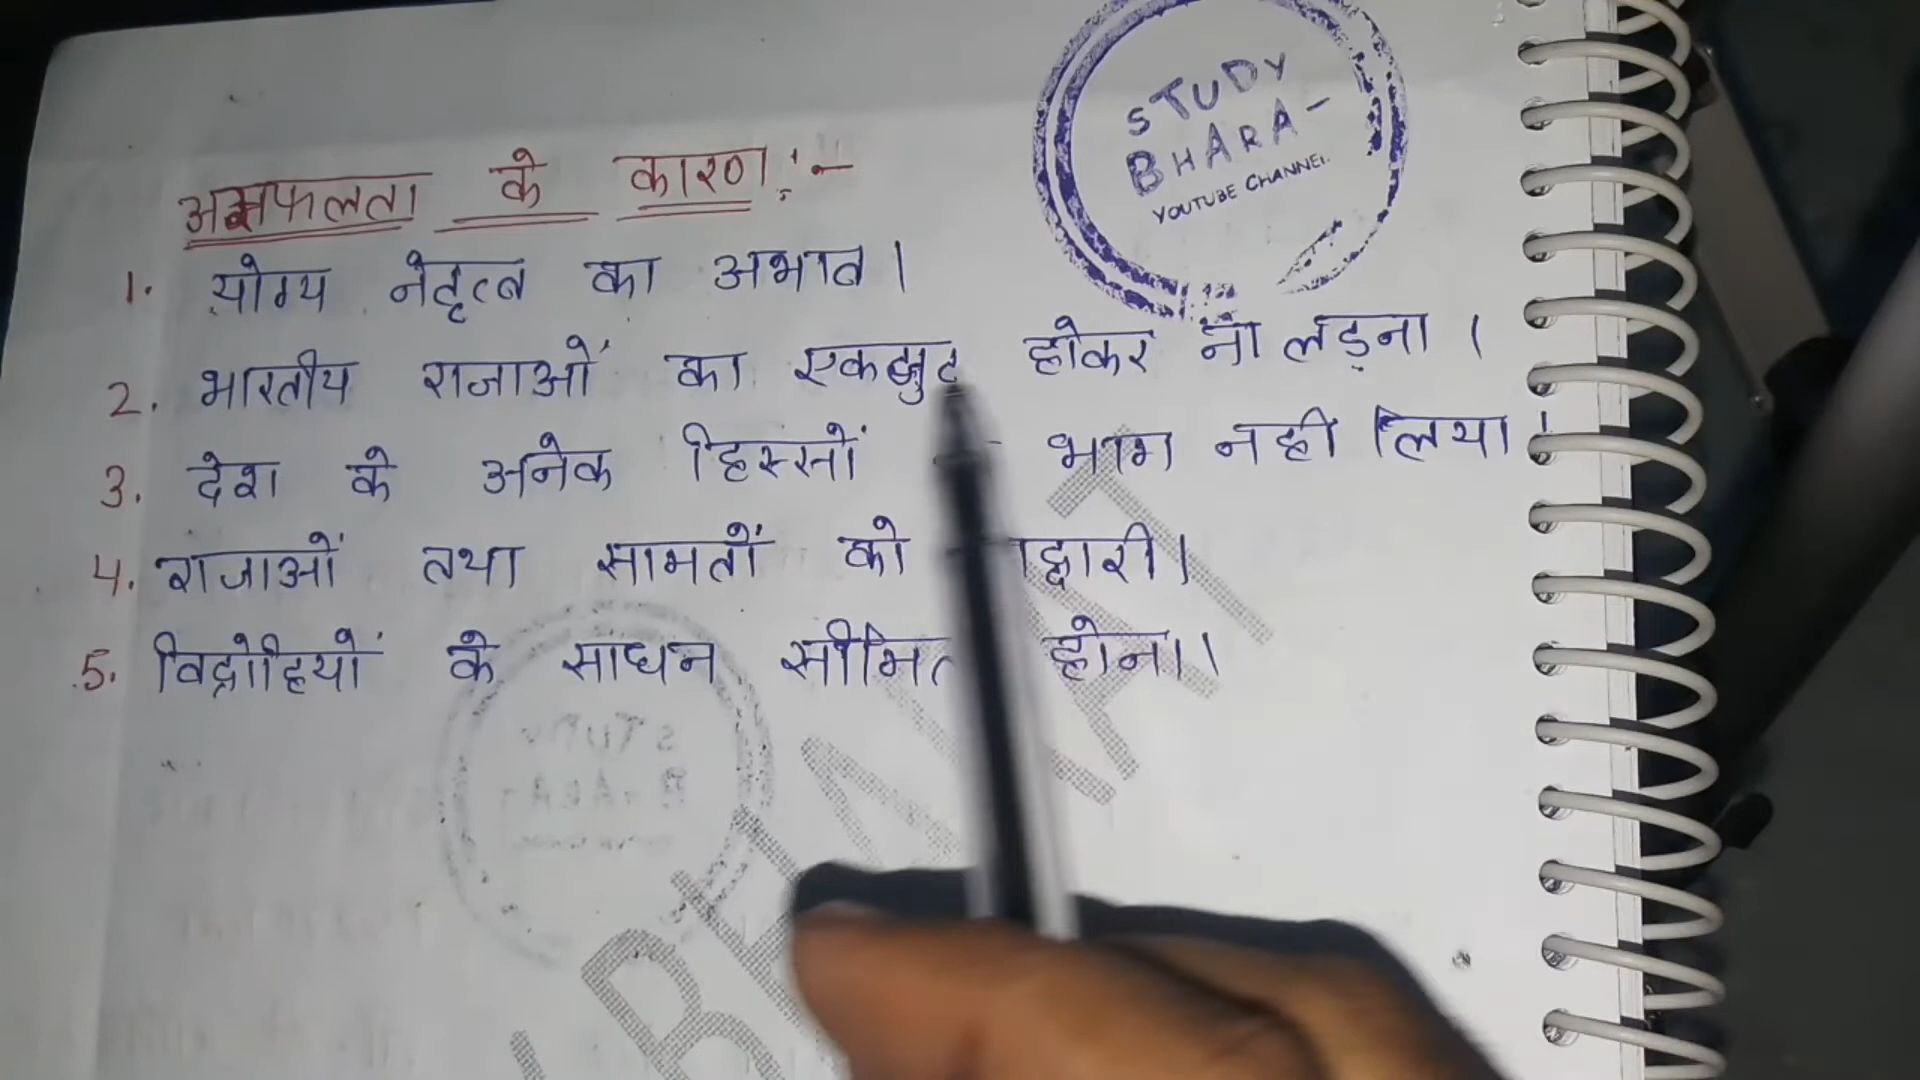 STUDY
BHARA-
YOUTUBE CHANNEL
असफलता के कारण :-
1. योग्य नेतृत्व का अभाव।
2. भारतीय राजाओं का एकजुट होकर ना लड़ना।
3. देश के अनेक हिस्सों भाग नही लिया।
4. राजाओं तथा सामतों को
5. विद्रोहियों के साधन सीमित होना।